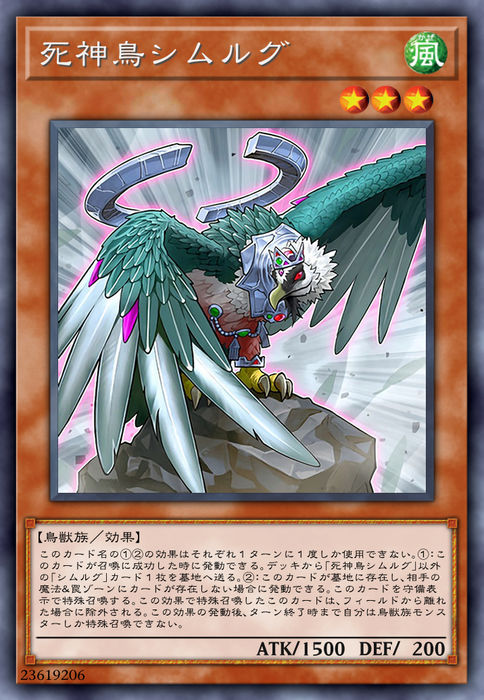 死神鳥シムルグ
かぜ
風
【鳥獣族／効果】
このカード名の①②の効果はそれぞれ１ターンに１度しか使用できない。①：こ
のカードが召喚に成功した時に発動できる。デッキから「死神鳥シムルグ」以外
の「シムルグ」カード１枚を墓地へ送る。②：このカードが墓地に存在し、相手の
魔法＆罠ゾーンにカードが存在しない場合に発動できる。このカードを守備表
示で特殊召喚する。この効果で特殊召喚したこのカードは、フィールドから離れ
た場合に除外される。この効果の発動後、ターン終了時まで自分は鳥獣族モンス
ターしか特殊召喚できない。
ATK/1500 DEF/ 200
23619206